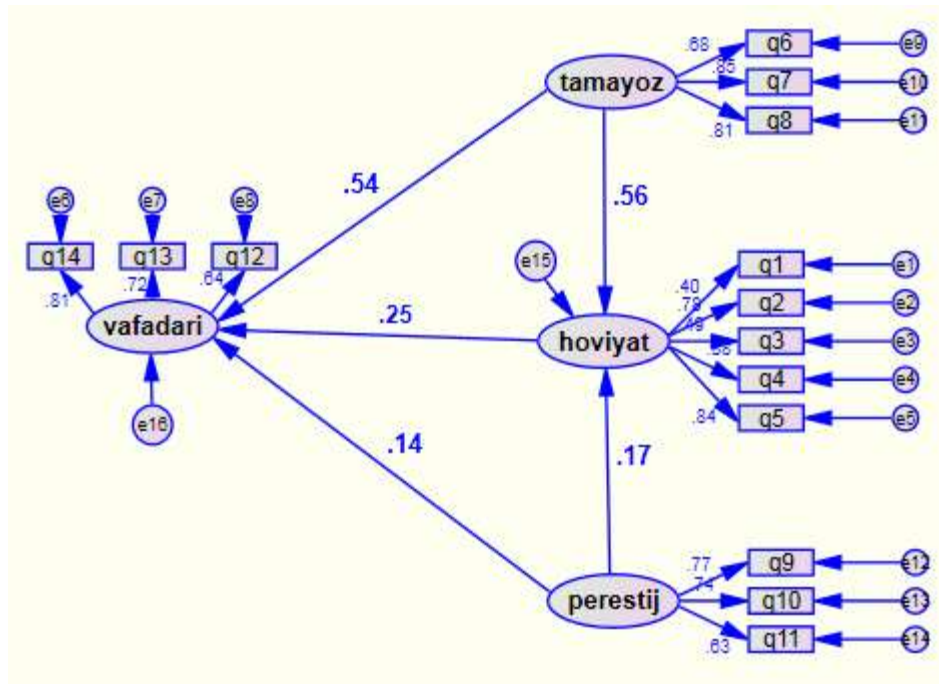 .68 q6 e9
tamayoz .85 q7 e10
.81 q8 e11
.54
.56
e6 e7 e8
q14 q13 q12
.81 .72 .64
vafadari
e15
.40 q1 e1
.78 q2 e2
.25
hoviyat q3 e3
q4 e4
.84 q5 e5
e16
.14
.17
.77 q9 e12
perestij .74 q10 e13
.63 q11 e14